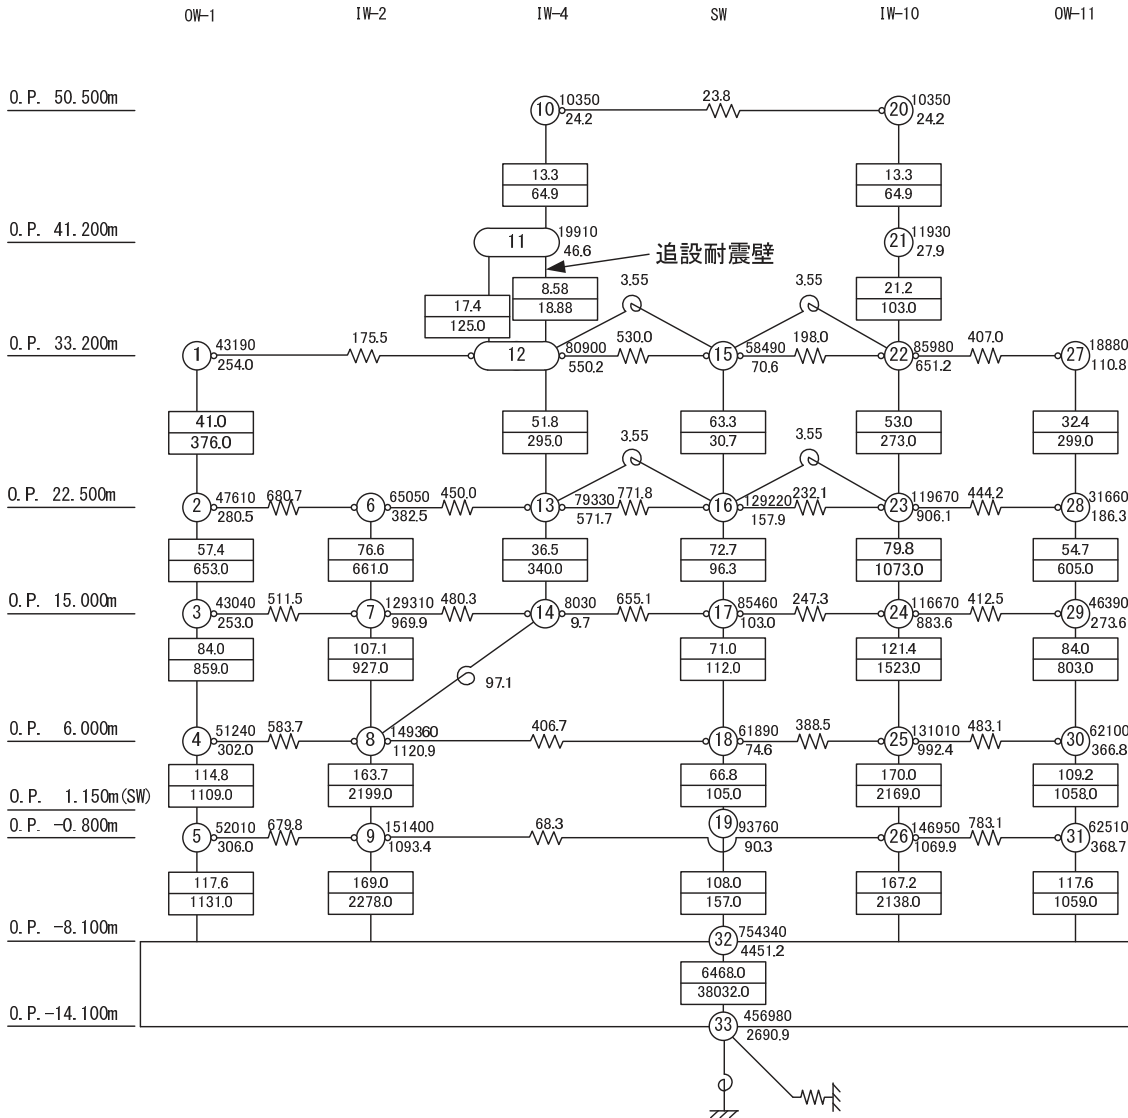 OW-1 IW-2 IW-4 SW IW-10 OW-11
O.P. 50.500m 10 10350 23.8 20 10350
24.2 24.2
13.3 13.3
64.9 64.9
O.P. 41.200m 11 19910 21 11930
46.6 27.9
追設耐震壁
8.58 3.55 3.55 21.2
17.4 18.88 103.0
125.0
O.P. 33.200m 1 43190 175.5 12 80900 530.0 15 58490 198.0 22 85980 407.0 27 18880
254.0 550.2 70.6 651.2 110.8
41.0 51.8 63.3 53.0 32.4
376.0 295.0 30.7 273.0 299.0
3.55 3.55
O.P. 22.500m 2 47610 680.7 6 65050 450.0 13 79330 771.8 16 129220 232.1 23 119670 444.2 28 31660
280.5 382.5 571.7 157.9 906.1 186.3
57.4 76.6 36.5 72.7 79.8 54.7
653.0 661.0 340.0 96.3 1073.0 605.0
O.P. 15.000m 3 43040 511.5 7 129310 480.3 14 8030 655.1 17 85460 247.3 24 116670 412.5 29 46390
253.0 969.9 9.7 103.0 883.6 273.6
84.0 107.1 71.0 121.4 84.0
859.0 927.0 112.0 1523.0 803.0
97.1
O.P. 6.000m 4 51240 583.7 8 149360 406.7 18 61890 388.5 25 131010 483.1 30 62100
302.0 1120.9 74.6 992.4 366.8
114.8 163.7 66.8 170.0 109.2
1109.0 2199.0 105.0 2169.0 1058.0
O.P. 1.150m(SW) 19
O.P. -0.800m 5 52010 679.8 9 151400 68.3 93760 26 146950 783.1 31 62510
306.0 1093.4 90.3 1069.9 368.7
117.6 169.0 108.0 167.2 117.6
1131.0 2278.0 157.0 2138.0 1059.0
O.P. -8.100m 32 754340
4451.2
6468.0
38032.0
O.P.-14.100m 33 456980
2690.9